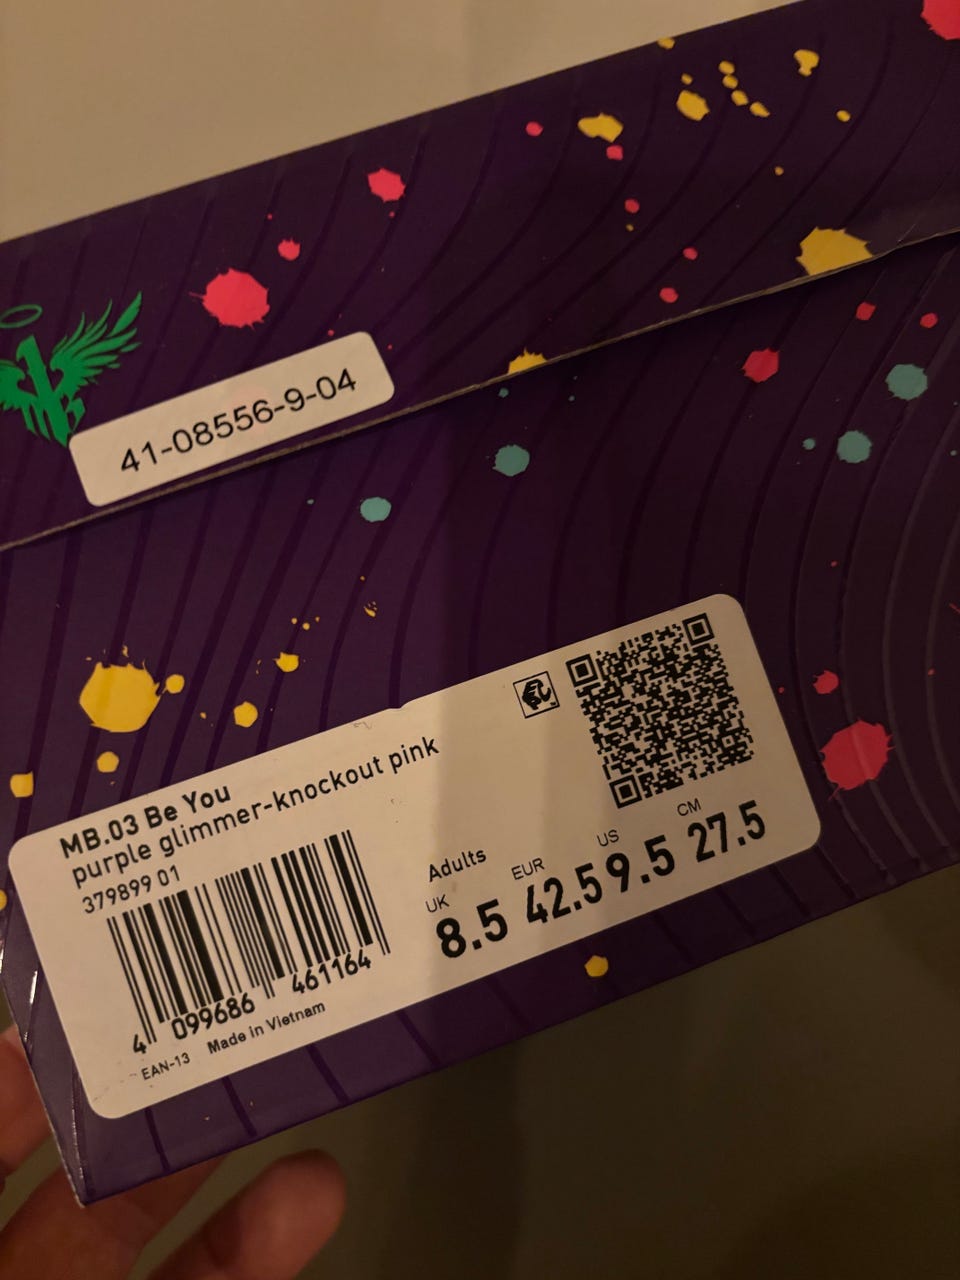 41-08556-9-04
MB.03 Be You
purple glimmer-knockout pink
379899 01
4 099686 461164
EAN-13 Made in Vietnam
Adults
UK EUR US CM
8.5 42.5 9.5 27.5